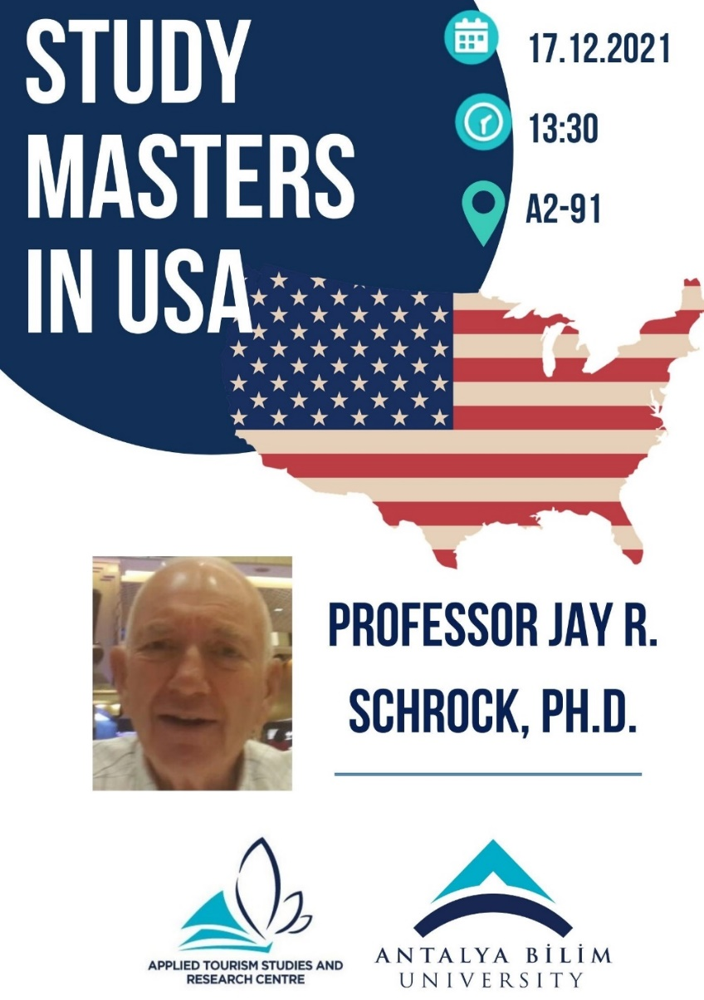 STUDY
MASTERS
IN USA
17.12.2021
13:30
A2-91
PROFESSOR JAY R.
SCHROCK, PH.D.
APPLIED TOURISM STUDIES AND
RESEARCH CENTRE
ANTALYA BİLİM
UNIVERSITY